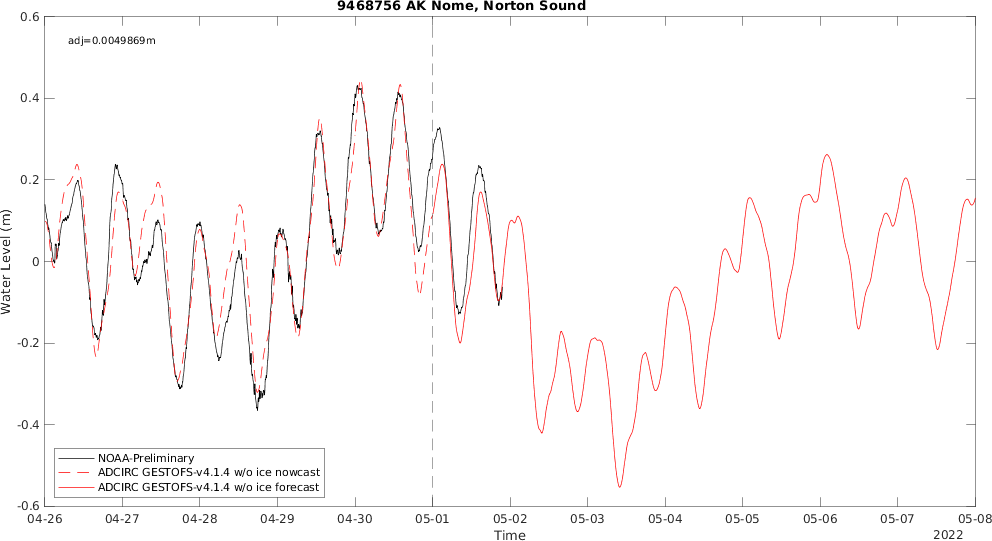 9468756 AK Nome, Norton Sound
adj=0.0049869m
0.6
0.4
0.2
0
-0.2
-0.4
-0.6
Water Level (m)
NOAA-Preliminary
ADCIRC GESTOFS-v4.1.4 w/o ice nowcast
ADCIRC GESTOFS-v4.1.4 w/o ice forecast
04-26 04-27 04-28 04-29 04-30 05-01 05-02 05-03 05-04 05-05 05-06 05-07 05-08
Time
2022